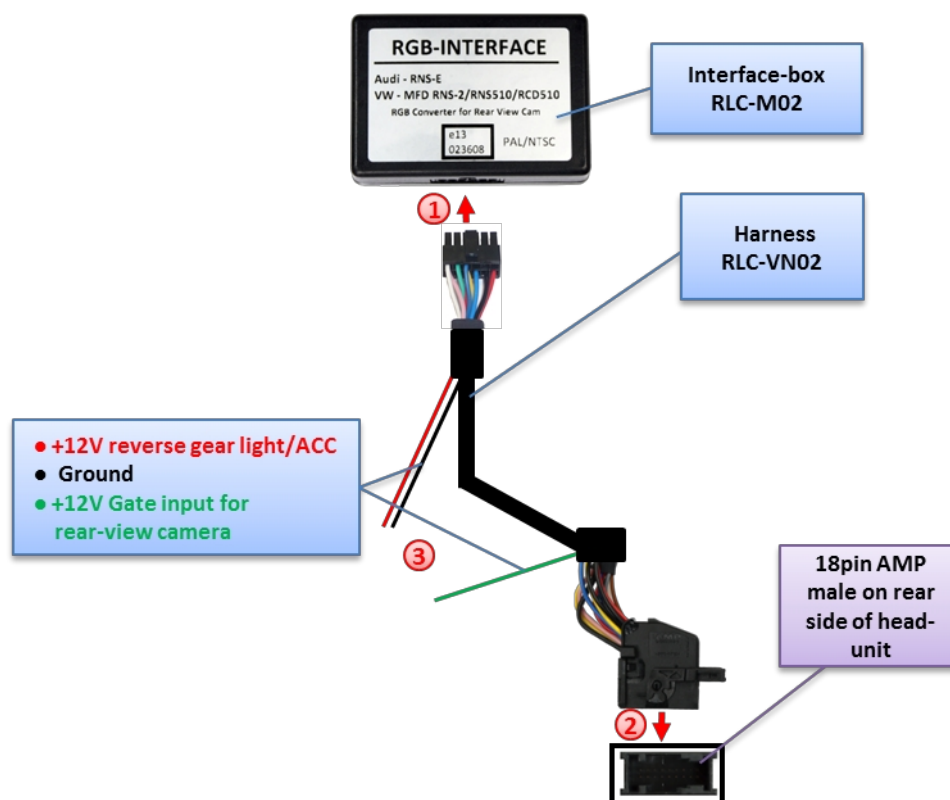 RGB-INTERFACE
Audi - RNS-E
VW - MFD RNS-2/RNS510/RCD510
RGB Converter for Rear View Cam
e13
023608
PAL/NTSC
Interface-box
RLC-M02
1
Harness
RLC-VN02
● +12V reverse gear light/ACC
● Ground
● +12V Gate input for
rear-view camera
3
18pin AMP
male on rear
side of head-
unit
2